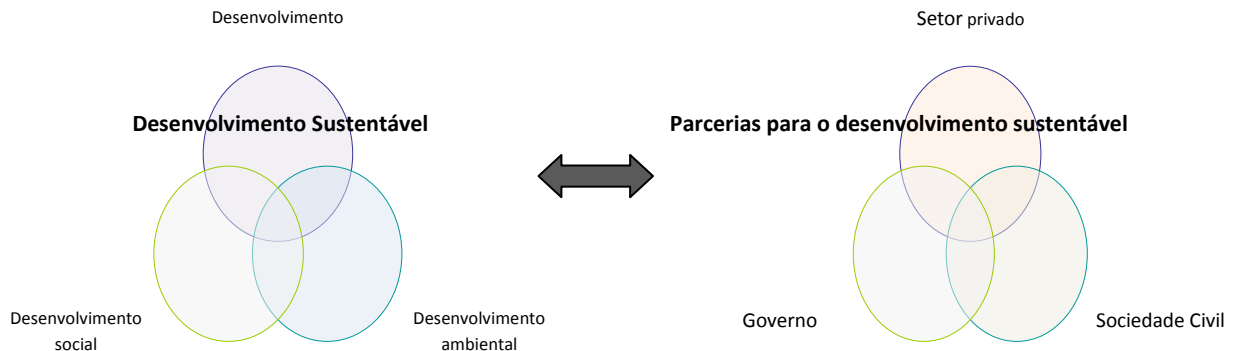 Desenvolvimento
Desenvolvimento Sustentável
Desenvolvimento
social
Desenvolvimento
ambiental
Setor privado
Parcerias para o desenvolvimento sustentável
Governo
Sociedade Civil